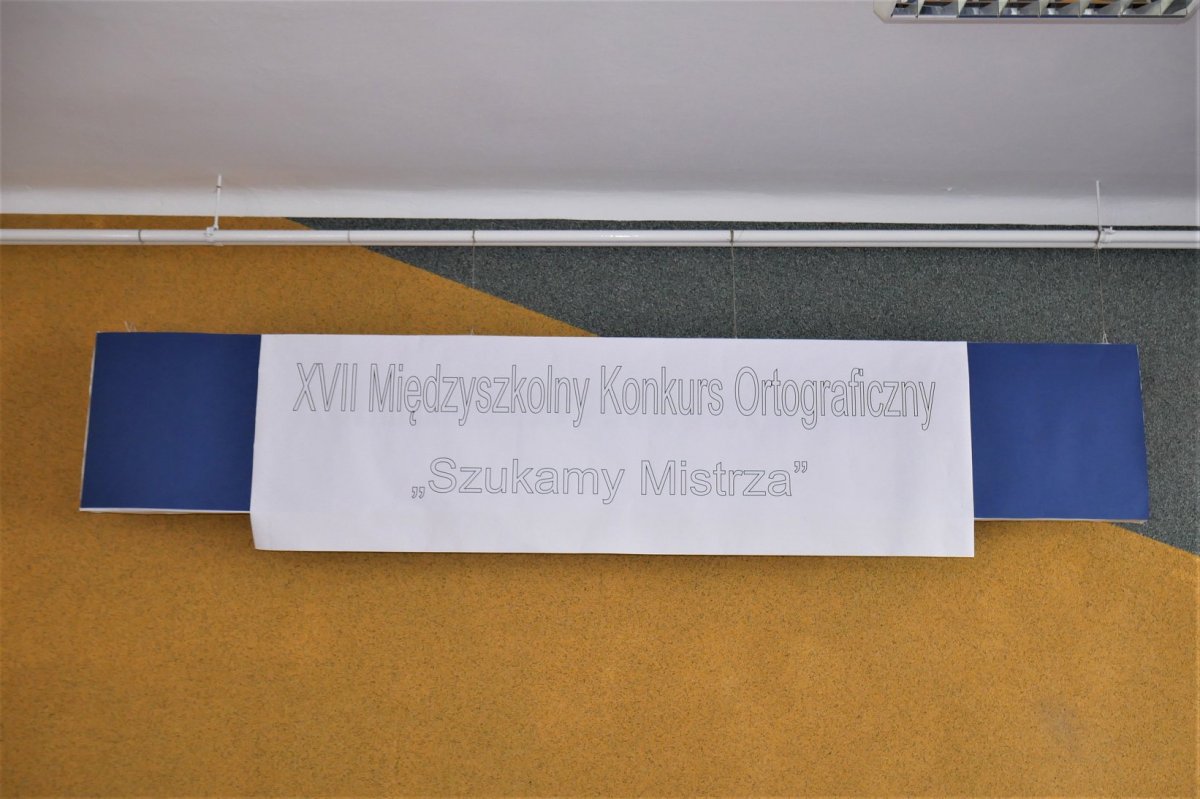 XVII Międzyszkolny Konkurs Ortograficzny
„Szukamy Mistrza”